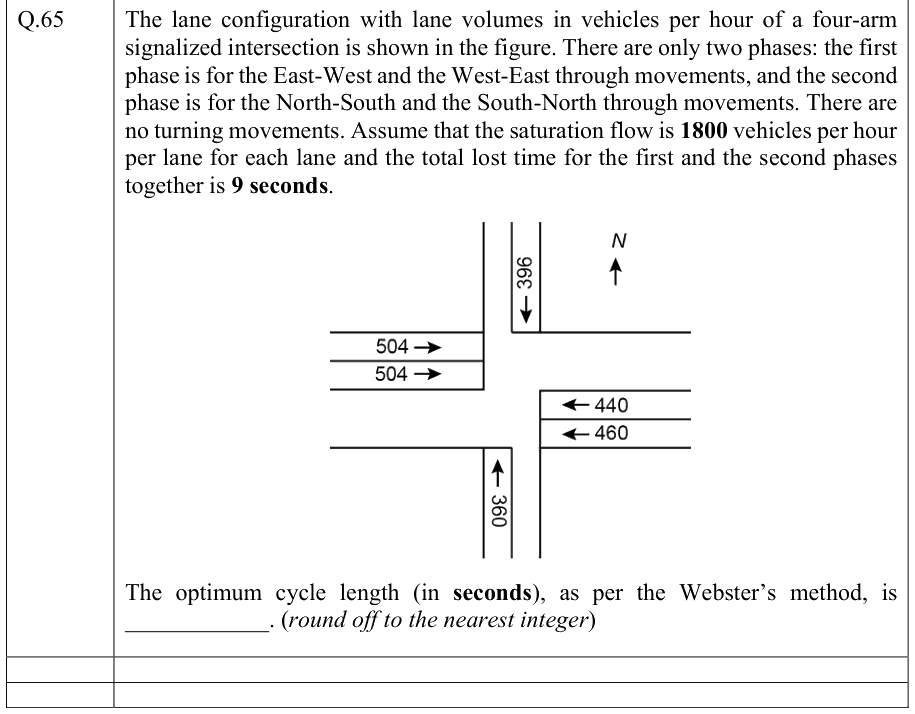 Q.65
The lane configuration with lane volumes in vehicles per hour of a four-arm
signalized intersection is shown in the figure. There are only two phases: the first
phase is for the East-West and the West-East through movements, and the second
phase is for the North-South and the South-North through movements. There are
no turning movements. Assume that the saturation flow is 1800 vehicles per hour
per lane for each lane and the total lost time for the first and the second phases
together is 9 seconds.
N
396
504
504
440
460
360
The optimum cycle length (in seconds), as per the Webster's method, is
____________. (round off to the nearest integer)